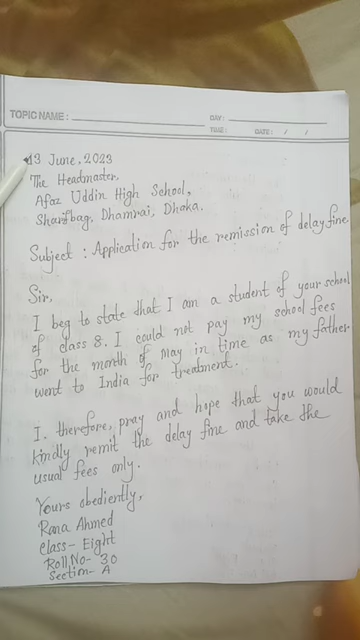 TOPIC NAME : DAY :
TIME : DATE : / /
13 June, 2023
The Headmaster.
Afaz Uddin High School,
Sharifbag, Dhamrai, Dhaka.
Subject : Application for the remission of delay fine
Sir,
I beg to state that I am a student of your school
of class 8. I could not pay my school fees
for the month of May in time as my father
went to India for treatment.
I. therefore, pray and hope that you would
kindly remit the delay fine and take the
usual fees only.
Yours obediently,
Rana Ahmed
Class- Eight
Roll No- 30
Section- A